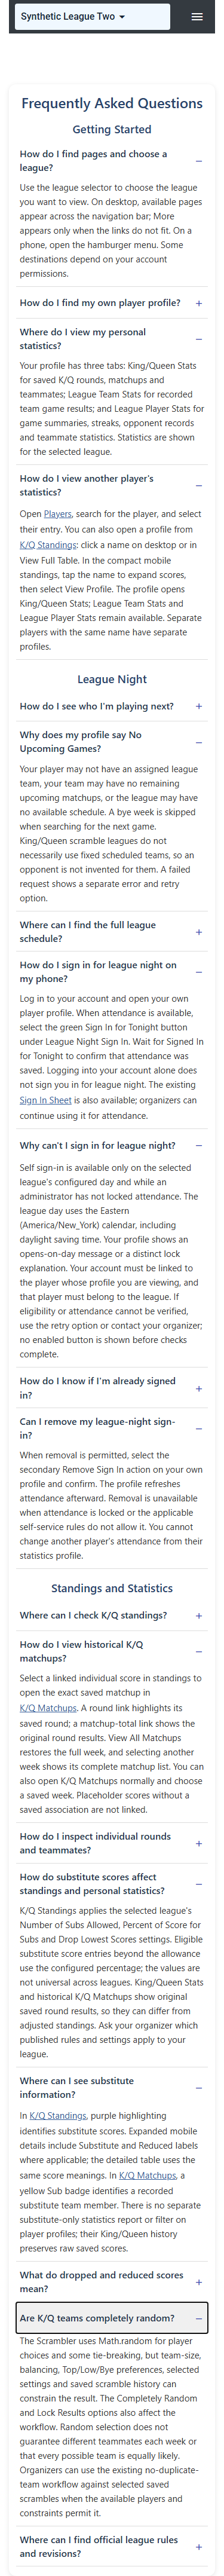 Synthetic League Two
Frequently Asked Questions
Getting Started
How do I find pages and choose a
league?
Use the league selector to choose the league
you want to view. On desktop, available pages
appear across the navigation bar; More
appears only when the links do not fit. On a
phone, open the hamburger menu. Some
destinations depend on your account
permissions.
How do I find my own player profile?
Where do I view my personal
statistics?
Your profile has three tabs: King/Queen Stats
for saved K/Q rounds, matchups and
teammates; League Team Stats for recorded
team game results; and League Player Stats for
game summaries, streaks, opponent records
and teammate statistics. Statistics are shown
for the selected league.
How do I view another player's
statistics?
Open Players, search for the player, and select
their entry. You can also open a profile from
K/Q Standings: click a name on desktop or in
View Full Table. In the compact mobile
standings, tap the name to expand scores,
then select View Profile. The profile opens
King/Queen Stats; League Team Stats and
League Player Stats remain available. Separate
players with the same name have separate
profiles.
League Night
How do I see who I'm playing next?
Why does my profile say No
Upcoming Games?
Your player may not have an assigned league
team, your team may have no remaining
upcoming matchups, or the league may have
no available schedule. A bye week is skipped
when searching for the next game.
King/Queen scramble leagues do not
necessarily use fixed scheduled teams, so an
opponent is not invented for them. A failed
request shows a separate error and retry
option.
Where can I find the full league
schedule?
How do I sign in for league night on
my phone?
Log in to your account and open your own
player profile. When attendance is available,
select the green Sign In for Tonight button
under League Night Sign In. Wait for Signed In
for Tonight to confirm that attendance was
saved. Logging into your account alone does
not sign you in for league night. The existing
Sign In Sheet is also available; organizers can
continue using it for attendance.
Why can't I sign in for league night?
Self sign-in is available only on the selected
league's configured day and while an
administrator has not locked attendance. The
league day uses the Eastern
(America/New_York) calendar, including
daylight saving time. Your profile shows an
opens-on-day message or a distinct lock
explanation. Your account must be linked to
the player whose profile you are viewing, and
that player must belong to the league. If
eligibility or attendance cannot be verified,
use the retry option or contact your organizer;
no enabled button is shown before checks
complete.
How do I know if I'm already signed
in?
Can I remove my league-night sign-
in?
When removal is permitted, select the
secondary Remove Sign In action on your own
profile and confirm. The profile refreshes
attendance afterward. Removal is unavailable
when attendance is locked or the applicable
self-service rules do not allow it. You cannot
change another player's attendance from their
statistics profile.
Standings and Statistics
Where can I check K/Q standings?
How do I view historical K/Q
matchups?
Select a linked individual score in standings to
open the exact saved matchup in
K/Q Matchups. A round link highlights its
saved round; a matchup-total link shows the
original round results. View All Matchups
restores the full week, and selecting another
week shows its complete matchup list. You can
also open K/Q Matchups normally and choose
a saved week. Placeholder scores without a
saved association are not linked.
How do I inspect individual rounds
and teammates?
How do substitute scores affect
standings and personal statistics?
K/Q Standings applies the selected league's
Number of Subs Allowed, Percent of Score for
Subs and Drop Lowest Scores settings. Eligible
substitute score entries beyond the allowance
use the configured percentage; the values are
not universal across leagues. King/Queen Stats
and historical K/Q Matchups show original
saved round results, so they can differ from
adjusted standings. Ask your organizer which
published rules and settings apply to your
league.
Where can I see substitute
information?
In K/Q Standings, purple highlighting
identifies substitute scores. Expanded mobile
details include Substitute and Reduced labels
where applicable; the detailed table uses the
same score meanings. In K/Q Matchups, a
yellow Sub badge identifies a recorded
substitute team member. There is no separate
substitute-only statistics report or filter on
player profiles; their King/Queen history
preserves raw saved scores.
What do dropped and reduced scores
mean?
Are K/Q teams completely random?
The Scrambler uses Math.random for player
choices and some tie-breaking, but team-size,
balancing, Top/Low/Bye preferences, selected
settings and saved scramble history can
constrain the result. The Completely Random
and Lock Results options also affect the
workflow. Random selection does not
guarantee different teammates each week or
that every possible team is equally likely.
Organizers can use the existing no-duplicate-
team workflow against selected saved
scrambles when the available players and
constraints permit it.
Where can I find official league rules
and revisions?